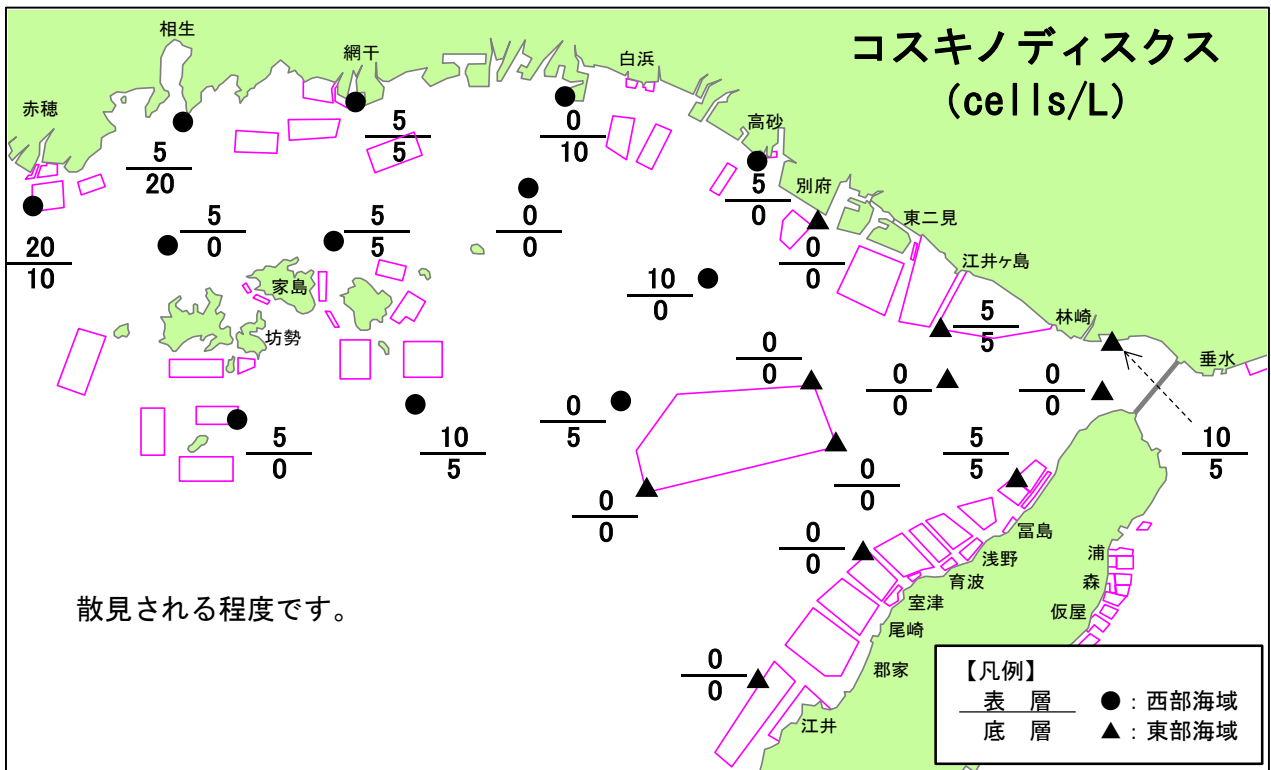 コスキノディスクス
(cells/L)
相生
網干
白浜
赤穂
高砂
別府
東二見
江井ヶ島
林崎
垂水
家島
坊勢
5
20
5
5
0
10
5
0
20
10
5
0
5
5
0
0
0
0
10
0
5
5
0
0
0
0
0
0
10
5
5
0
10
5
0
5
0
0
0
0
5
5
0
0
0
0
冨島
浅野
育波
室津
尾崎
郡家
江井
浦
森
仮屋
散見される程度です。
【凡例】
表 層 ●:西部海域
底 層 ▲:東部海域